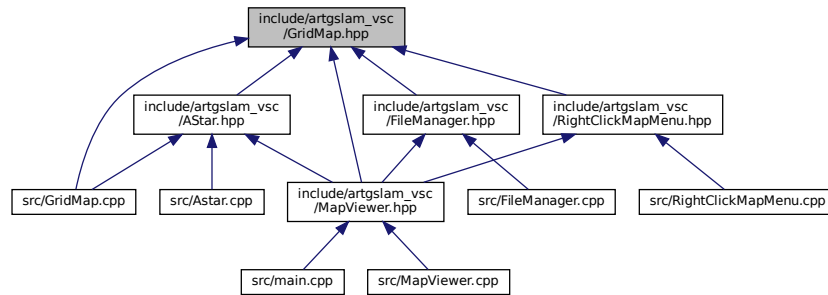 include/artgslam_vsc
/GridMap.hpp
include/artgslam_vsc
/AStar.hpp
include/artgslam_vsc
/FileManager.hpp
include/artgslam_vsc
/RightClickMapMenu.hpp
src/GridMap.cpp
src/Astar.cpp
include/artgslam_vsc
/MapViewer.hpp
src/FileManager.cpp
src/RightClickMapMenu.cpp
src/main.cpp
src/MapViewer.cpp